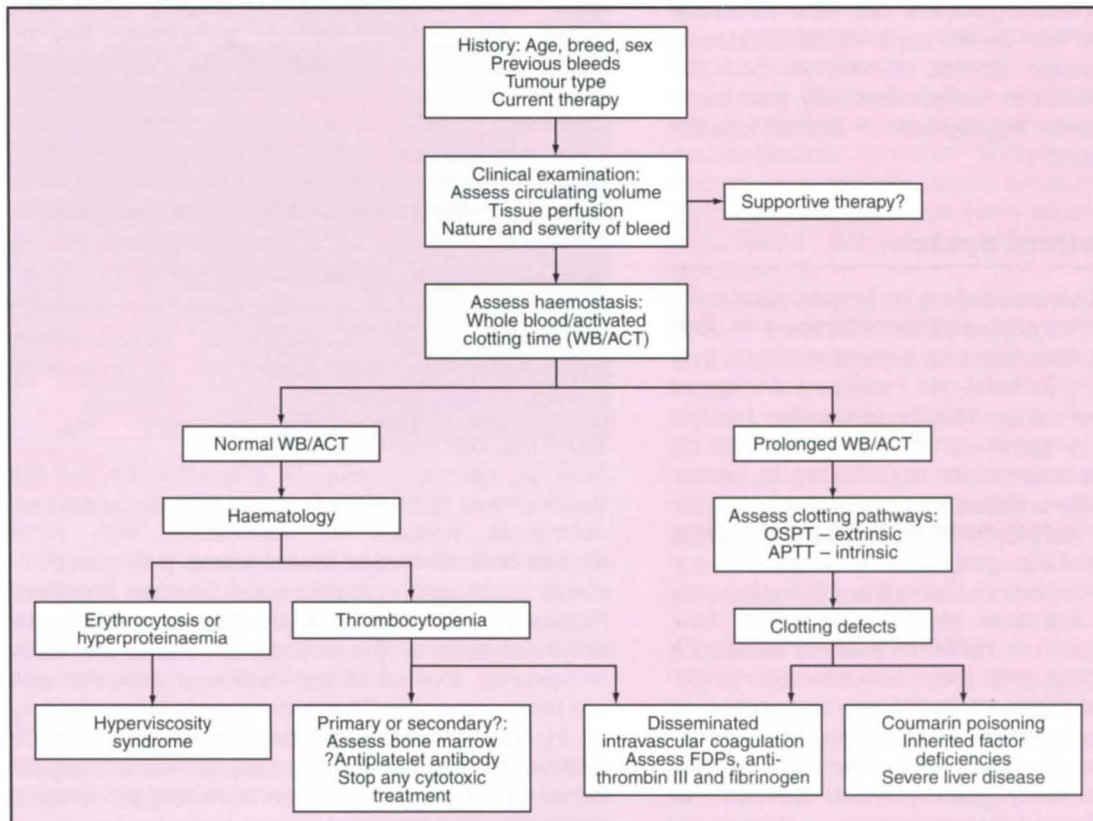 History: Age, breed, sex
Previous bleeds
Tumour type
Current therapy
Clinical examination:
Assess circulating volume
Tissue perfusion
Nature and severity of bleed
Supportive therapy?
Assess haemostasis:
Whole blood/activated
clotting time (WB/ACT)
Normal WB/ACT
Prolonged WB/ACT
Haematology
Assess clotting pathways:
OSPT – extrinsic
APTT – intrinsic
Erythrocytosis or
hyperproteinaemia
Thrombocytopenia
Clotting defects
Hyperviscosity
syndrome
Primary or secondary?:
Assess bone marrow
?Antiplatelet antibody
Stop any cytotoxic
treatment
Disseminated
intravascular coagulation
Assess FDPs, anti-
thrombin III and fibrinogen
Coumarin poisoning
Inherited factor
deficiencies
Severe liver disease